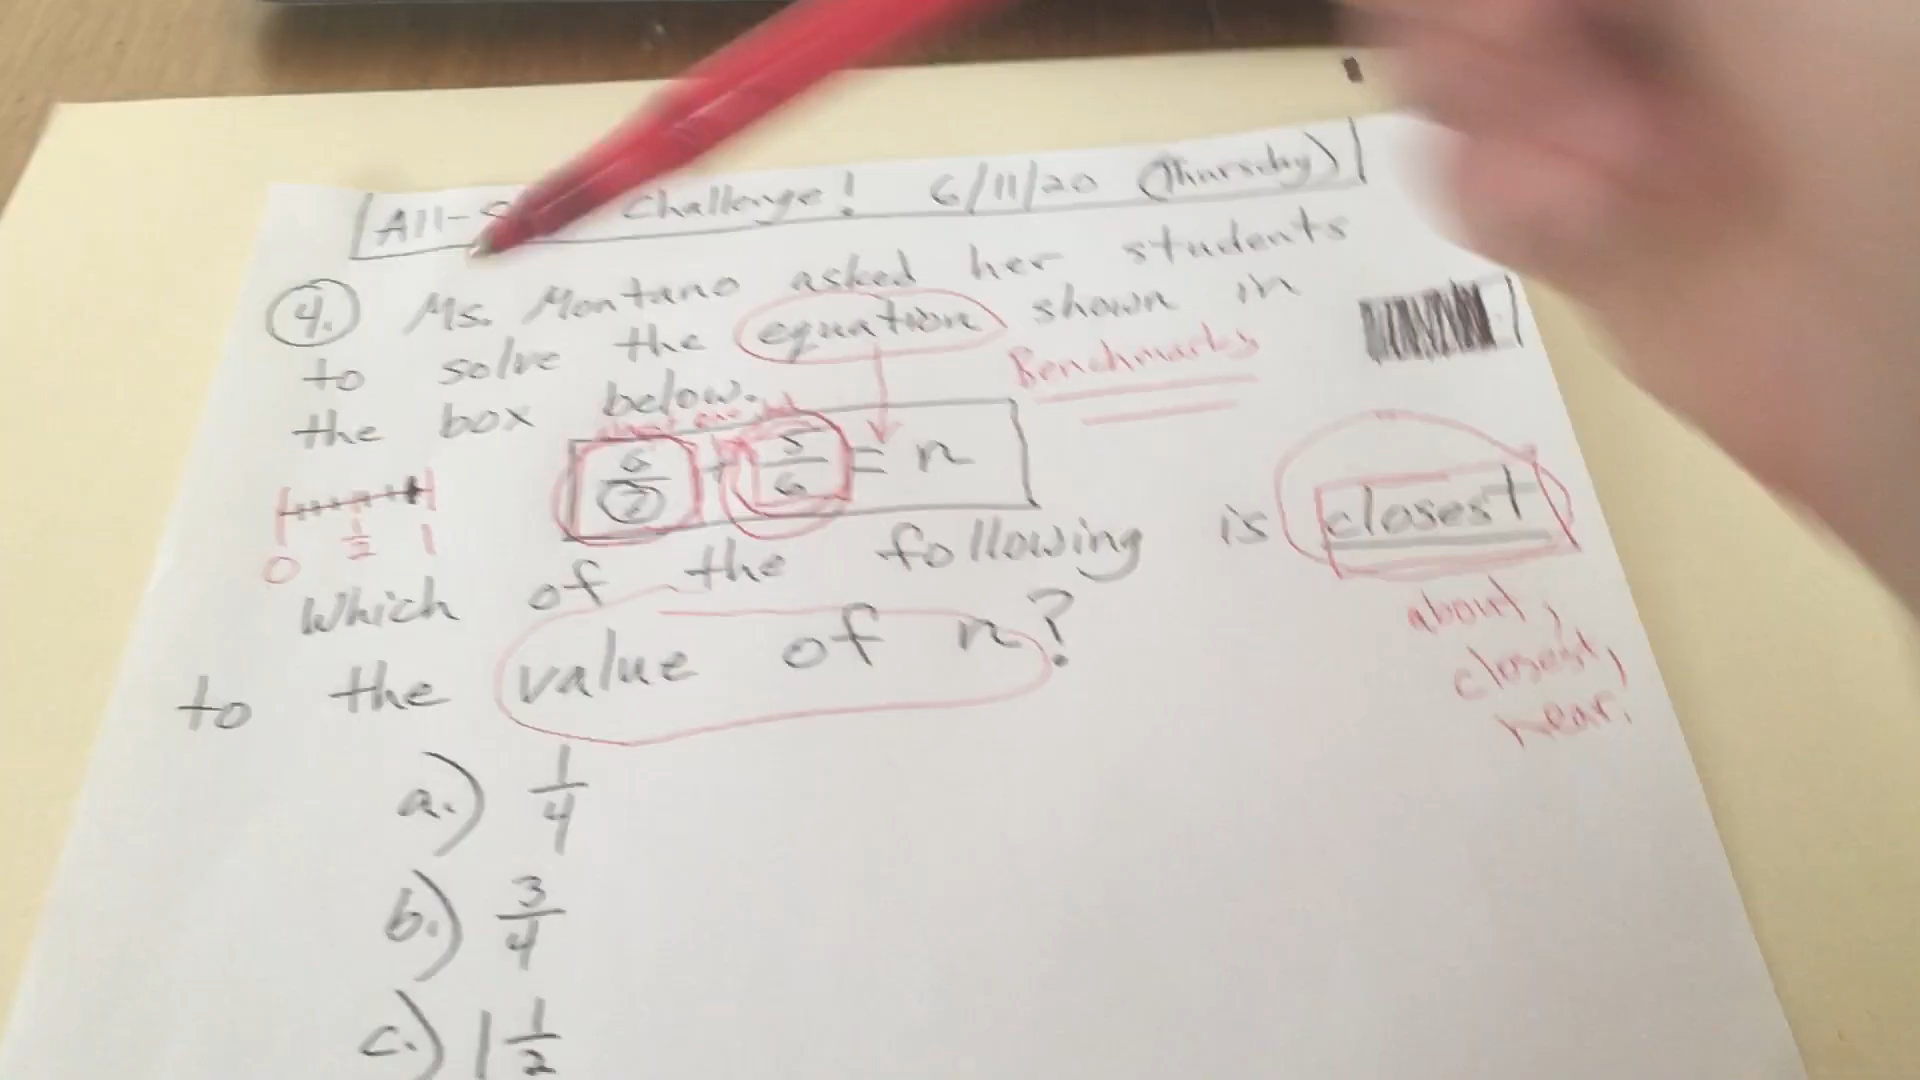 All- Challenge! 6/11/20 (Thursday)
4. Ms. Montano asked her students
to solve the equation shown in
the box below.
Benchmarks
6/7 + 5/6 = n
0 1/2 1
Which of the following is closest
to the value of n?
about,
closest,
near.
a.) 1/4
b.) 3/4
c.) 1 1/2